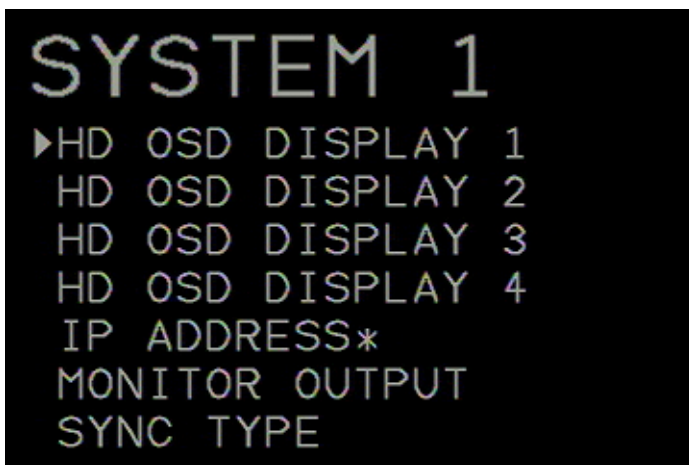 SYSTEM 1
▶HD OSD DISPLAY 1
HD OSD DISPLAY 2
HD OSD DISPLAY 3
HD OSD DISPLAY 4
IP ADDRESS*
MONITOR OUTPUT
SYNC TYPE